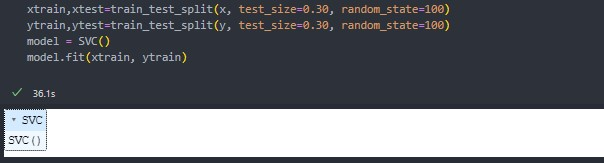 xtrain,xtest=train_test_split(x, test_size=0.30, random_state=100)
ytrain,ytest=train_test_split(y, test_size=0.30, random_state=100)
model = SVC()
model.fit(xtrain, ytrain)
36.1s
SVC
SVC()